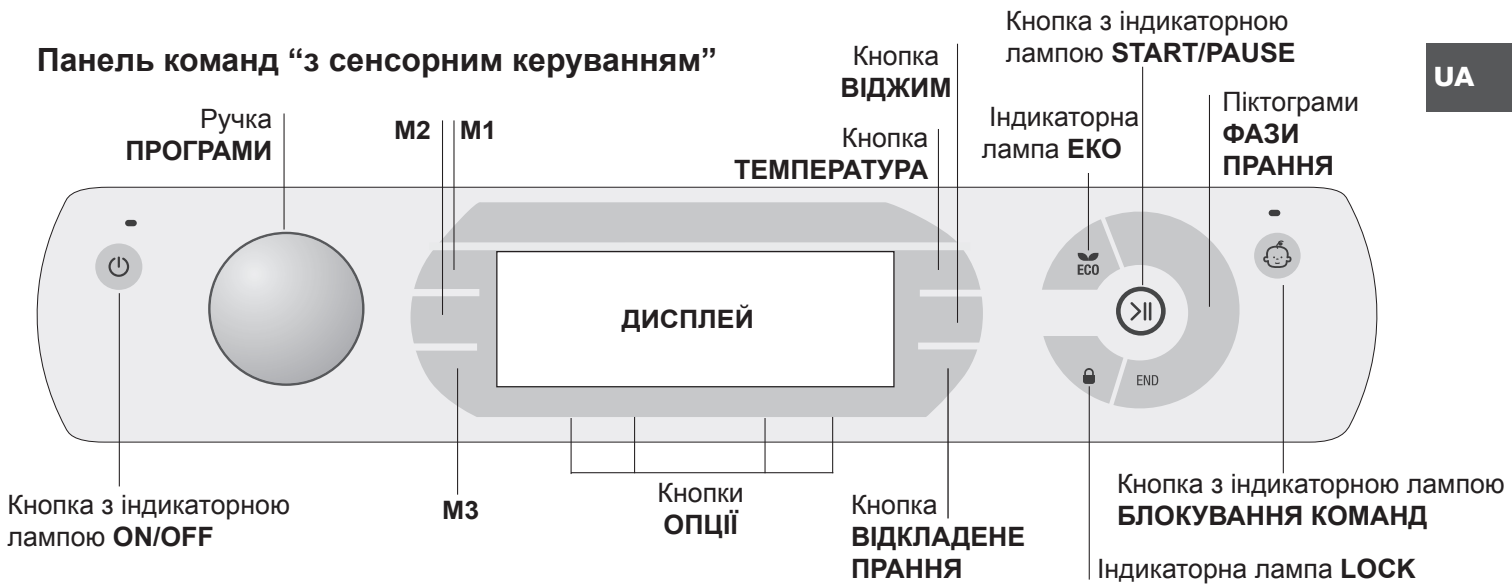 Панель команд “з сенсорним керуванням”
UA
Ручка
ПРОГРАМИ
M2
M1
Кнопка
ВІДЖИМ
Кнопка
ТЕМПЕРАТУРА
Кнопка з індикаторною
лампою START/PAUSE
Індикаторна
лампа ЕКО
Піктограми
ФАЗИ
ПРАННЯ
ECO
ДИСПЛЕЙ
END
Кнопка з індикаторною
лампою ON/OFF
M3
Кнопки
ОПЦІЇ
Кнопка
ВІДКЛАДЕНЕ
ПРАННЯ
Кнопка з індикаторною лампою
БЛОКУВАННЯ КОМАНД
Індикаторна лампа LOCK